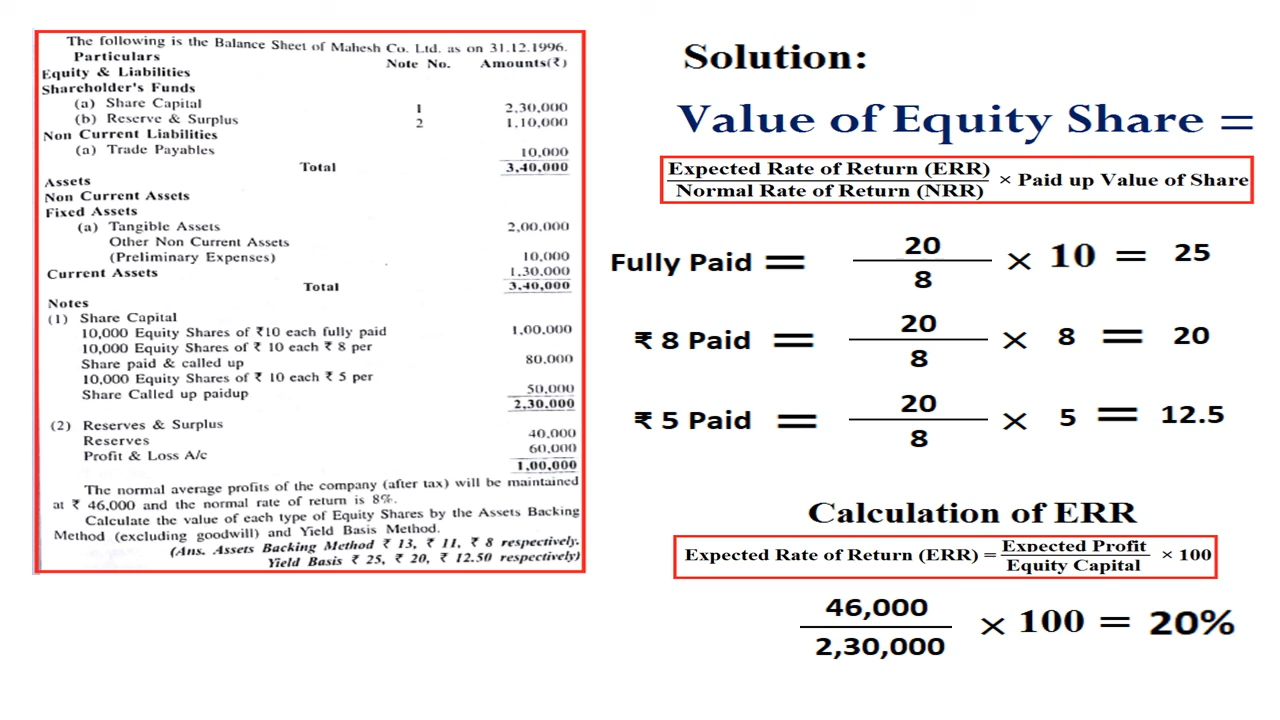 The following is the Balance Sheet of Mahesh Co. Ltd. as on 31.12.1996.
Particulars Note No. Amounts(₹)
Equity & Liabilities
Shareholder's Funds
(a) Share Capital 1 2,30,000
(b) Reserve & Surplus 2 1,10,000
Non Current Liabilities
(a) Trade Payables 10,000
Total 3,40,000
Assets
Non Current Assets
Fixed Assets
(a) Tangible Assets 2,00,000
Other Non Current Assets
(Preliminary Expenses) 10,000
Current Assets 1,30,000
Total 3,40,000
Notes
(1) Share Capital
10,000 Equity Shares of ₹10 each fully paid 1,00,000
10,000 Equity Shares of ₹ 10 each ₹ 8 per
Share paid & called up 80,000
10,000 Equity Shares of ₹ 10 each ₹ 5 per
Share Called up paidup 50,000
2,30,000
(2) Reserves & Surplus
Reserves 40,000
Profit & Loss A/c 60,000
1,00,000
The normal average profits of the company (after tax) will be maintained
at ₹ 46,000 and the normal rate of return is 8%.
Calculate the value of each type of Equity Shares by the Assets Backing
Method (excluding goodwill) and Yield Basis Method.
(Ans. Assets Backing Method ₹ 13, ₹ 11, ₹ 8 respectively.
Yield Basis ₹ 25, ₹ 20, ₹ 12.50 respectively)
Solution:
Value of Equity Share =
Expected Rate of Return (ERR)
Normal Rate of Return (NRR) × Paid up Value of Share
Fully Paid = 20
8 × 10 = 25
₹ 8 Paid = 20
8 × 8 = 20
₹ 5 Paid = 20
8 × 5 = 12.5
Calculation of ERR
Expected Rate of Return (ERR) = Expected Profit
Equity Capital × 100
46,000
2,30,000 × 100 = 20%